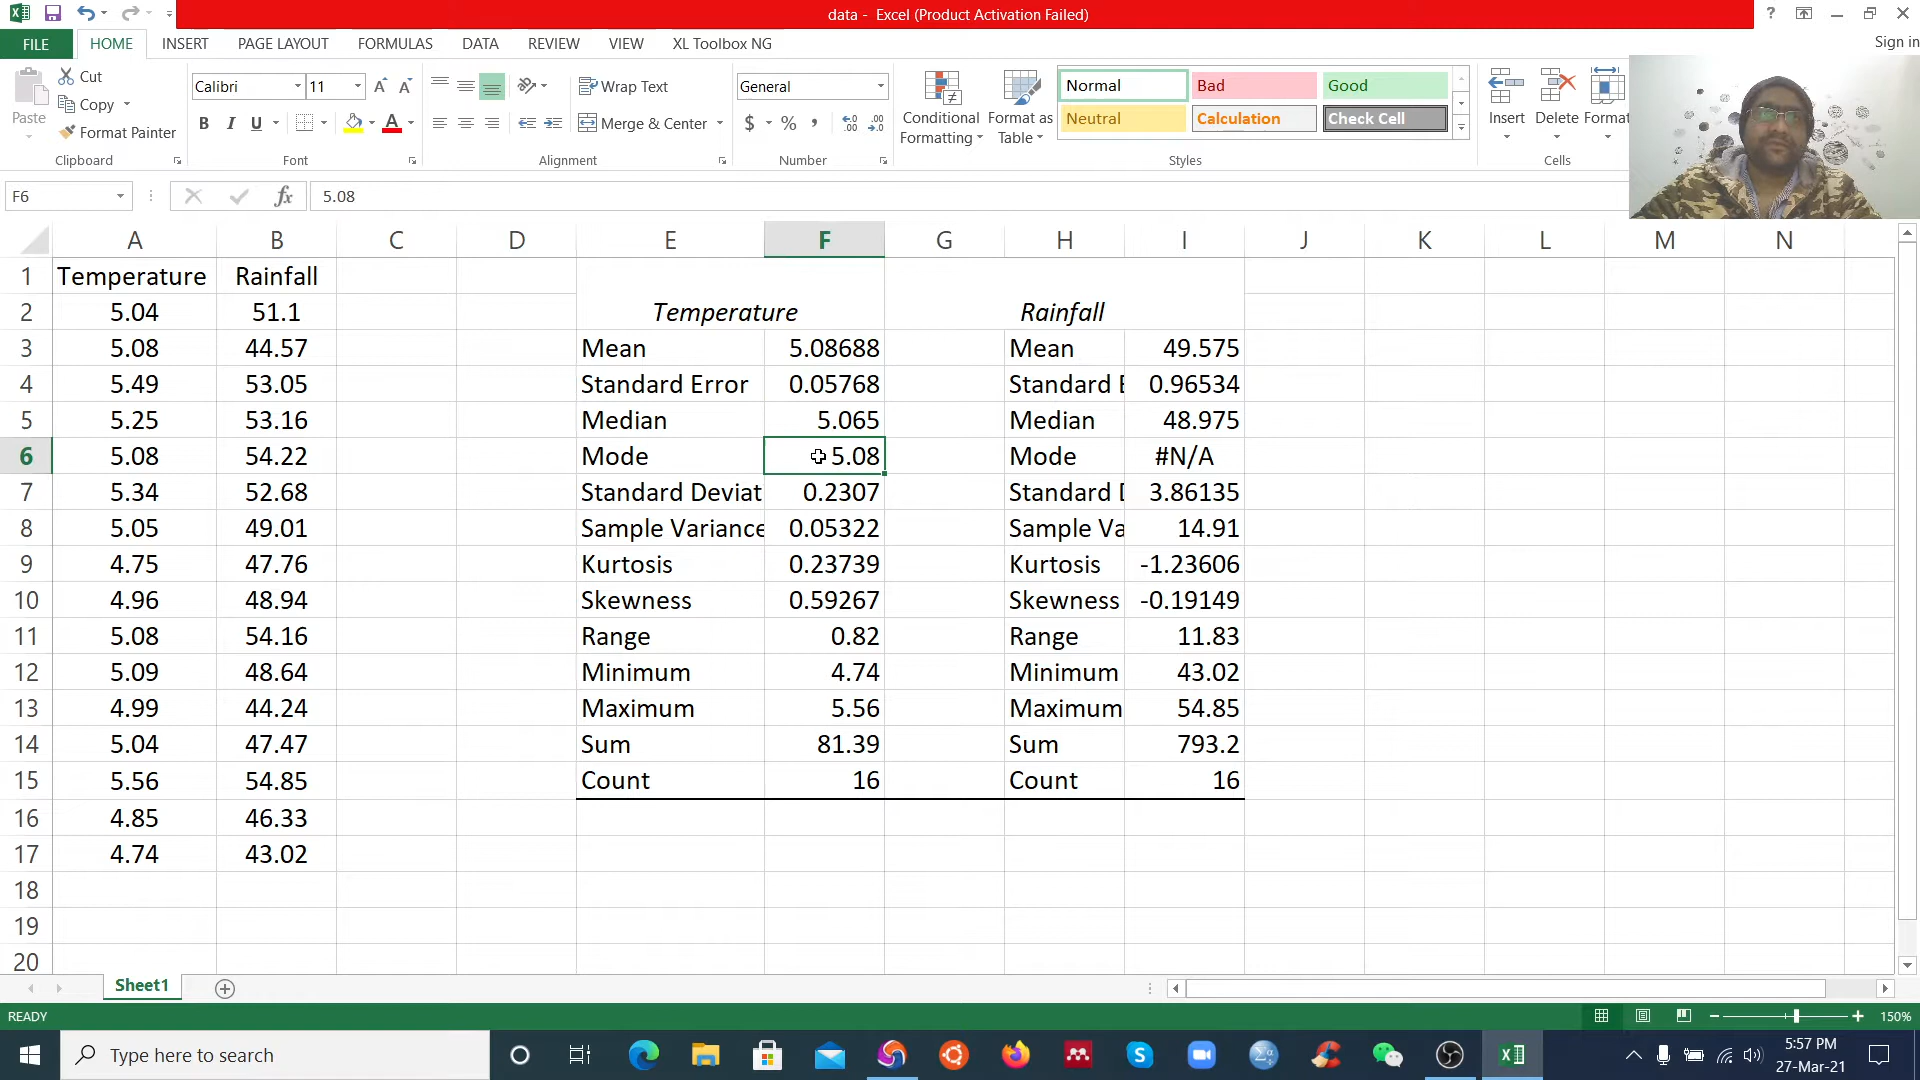 data - Excel (Product Activation Failed)
FILE HOME INSERT PAGE LAYOUT FORMULAS DATA REVIEW VIEW XL Toolbox NG Sign in
Paste Cut Copy Format Painter Clipboard
Calibri 11 B I U A A A Font
Wrap Text Merge & Center Alignment
General $ % , Number
Conditional Formatting Format as Table
Normal Bad Good
Neutral Calculation Check Cell
Styles
Insert Delete Format
Cells
F6 fx 5.08
A B C D E F G H I J K L M N
1 Temperature Rainfall
2 5.04 51.1 Temperature Rainfall
3 5.08 44.57 Mean 5.08688 Mean 49.575
4 5.49 53.05 Standard Error 0.05768 Standard E 0.96534
5 5.25 53.16 Median 5.065 Median 48.975
6 5.08 54.22 Mode 5.08 Mode #N/A
7 5.34 52.68 Standard Deviat 0.2307 Standard D 3.86135
8 5.05 49.01 Sample Variance 0.05322 Sample Va 14.91
9 4.75 47.76 Kurtosis 0.23739 Kurtosis -1.23606
10 4.96 48.94 Skewness 0.59267 Skewness -0.19149
11 5.08 54.16 Range 0.82 Range 11.83
12 5.09 48.64 Minimum 4.74 Minimum 43.02
13 4.99 44.24 Maximum 5.56 Maximum 54.85
14 5.04 47.47 Sum 81.39 Sum 793.2
15 5.56 54.85 Count 16 Count 16
16 4.85 46.33
17 4.74 43.02
18
19
20
Sheet1
READY 150%
Type here to search
5:57 PM
27-Mar-21